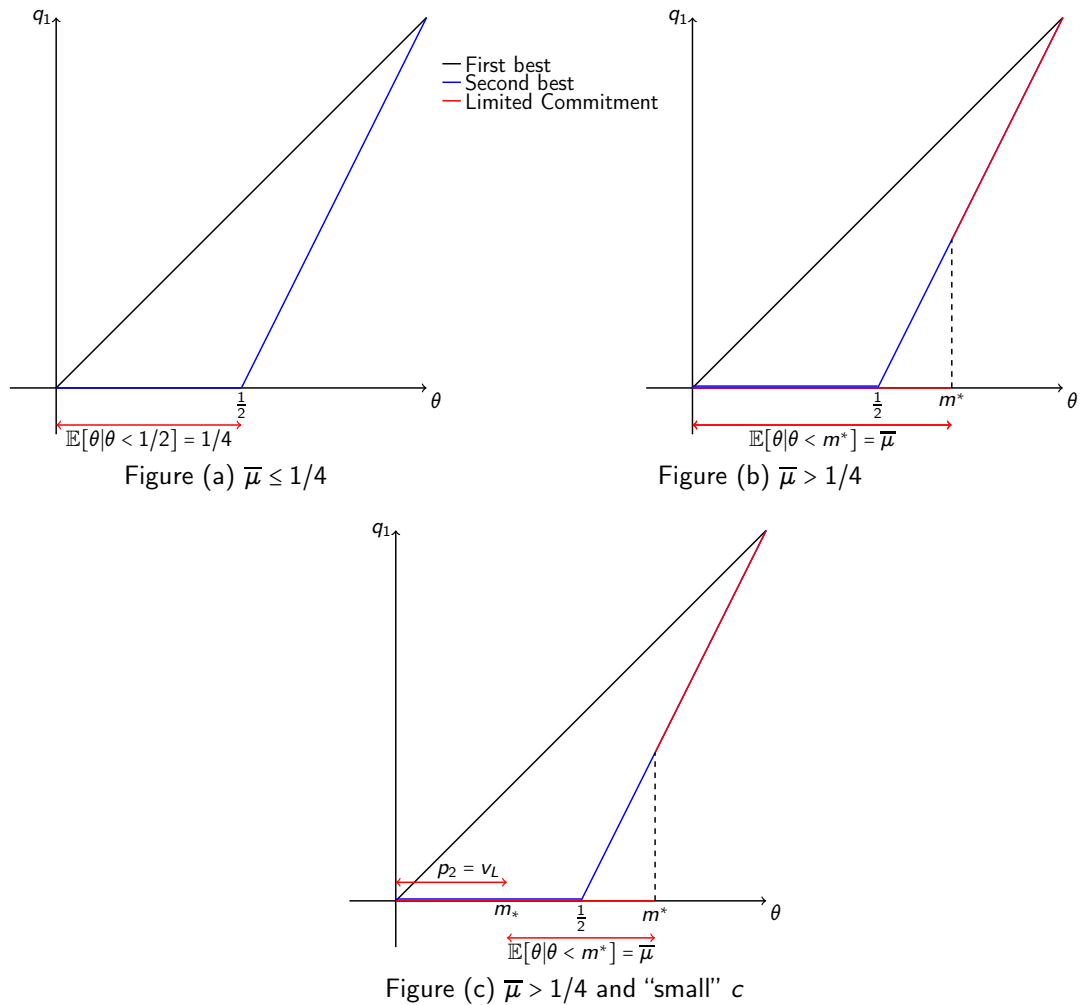 q₁
First best
Second best
Limited Commitment
½
θ
𝔼[θ|θ < 1/2] = 1/4
Figure (a) μ̅ ≤ 1/4
q₁
½
m*
θ
𝔼[θ|θ < m*] = μ̅
Figure (b) μ̅ > 1/4
q₁
p₂ = v_L
m_*
½
m*
θ
𝔼[θ|θ < m*] = μ̅
Figure (c) μ̅ > 1/4 and “small” c